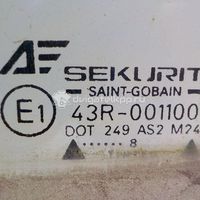 SEKURIT
SAINT-GOBAIN
E1 43R-001100
DOT 249 AS2 M24
....... 8